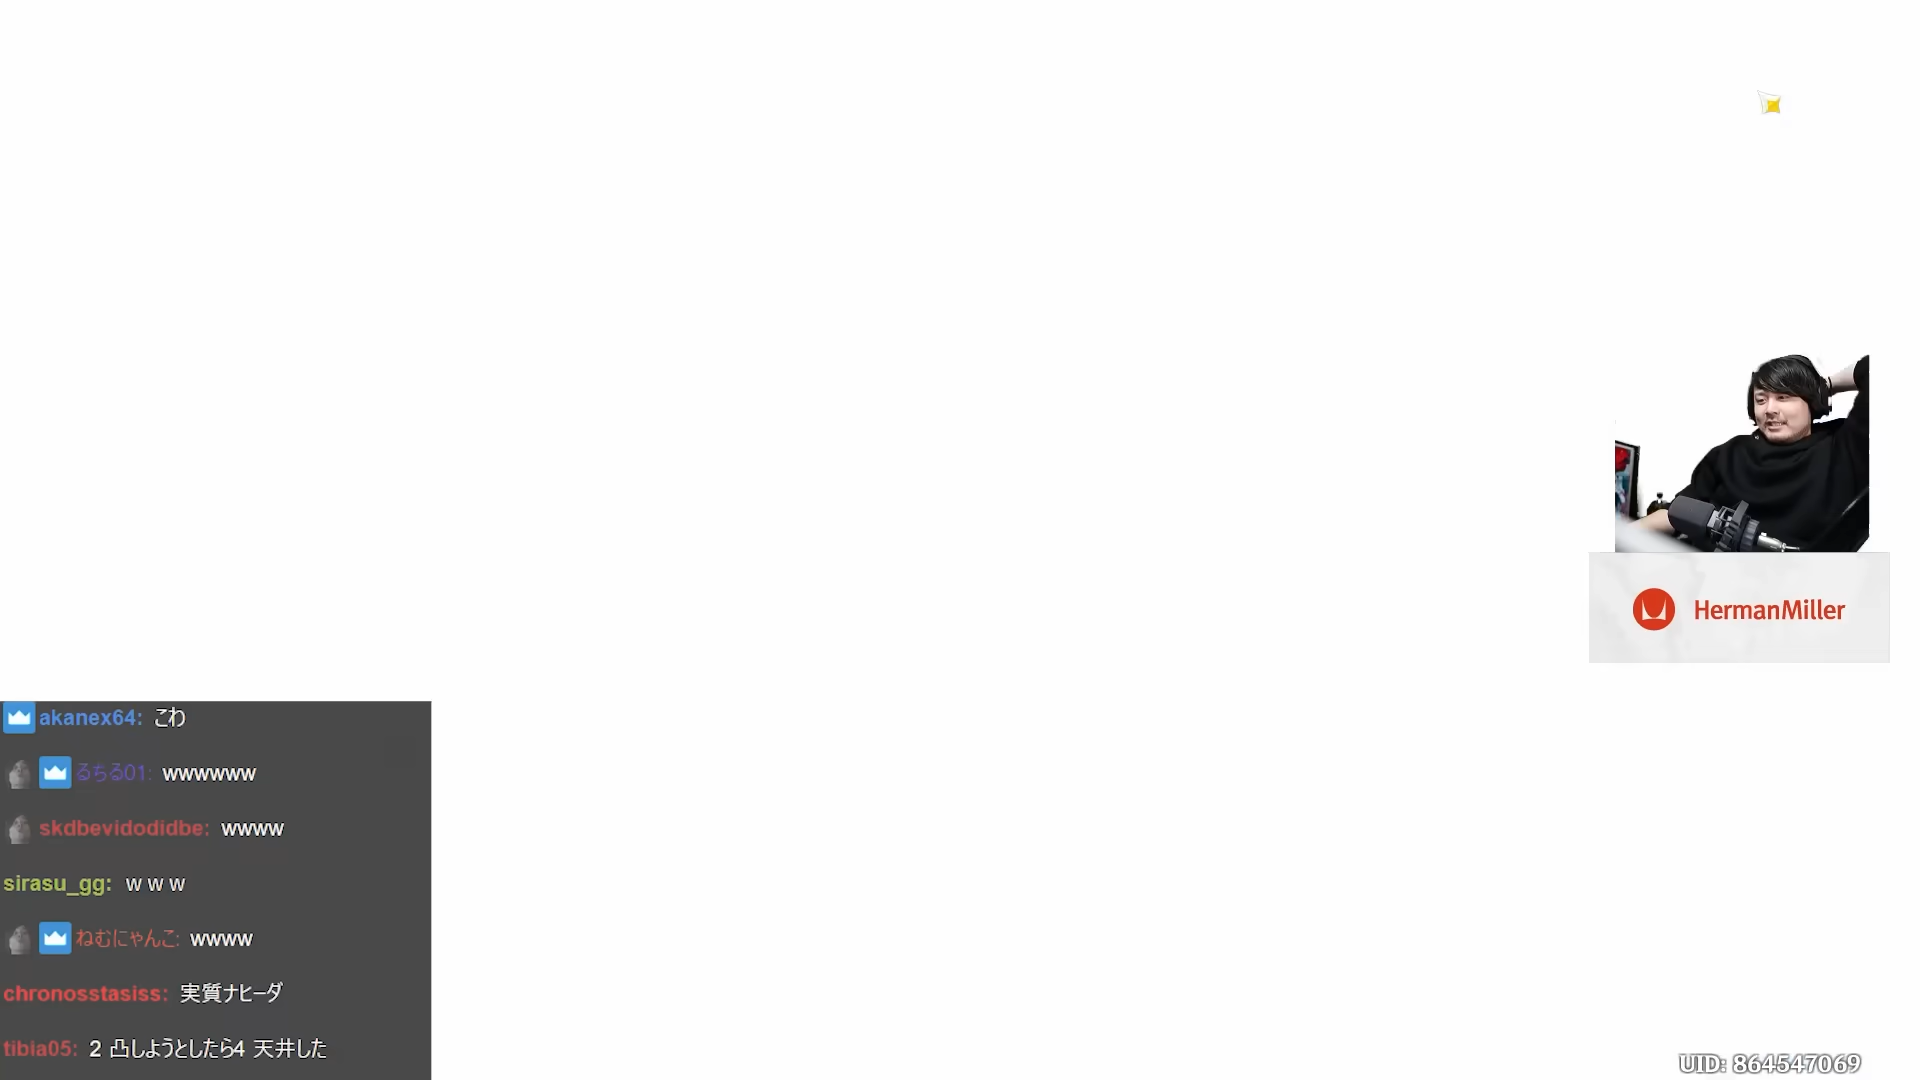 HermanMiller
akanex64: こわ
るちる01: wwwwww
skdbevidodidbe: wwww
sirasu_gg: w w w
ねむにゃんこ: wwww
chronosstasiss: 実質ナヒーダ
tibia05: 2 凸しようとしたら4 天井した
UID: 864547069